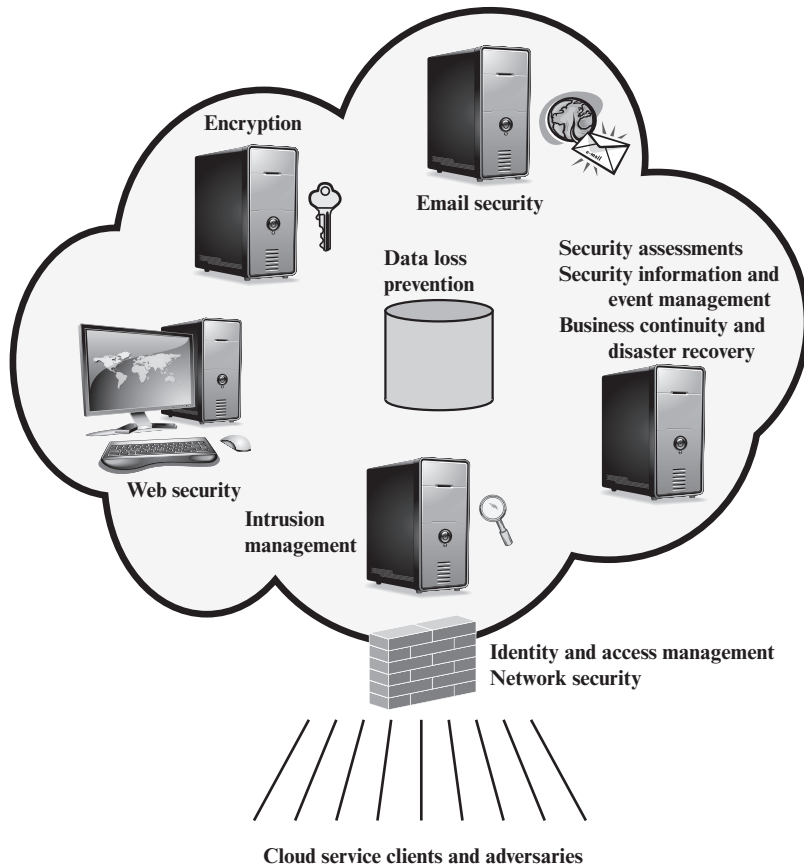 Encryption
e-mail
Email security
Data loss
prevention
Security assessments
Security information and
event management
Business continuity and
disaster recovery
Web security
Intrusion
management
Identity and access management
Network security
Cloud service clients and adversaries